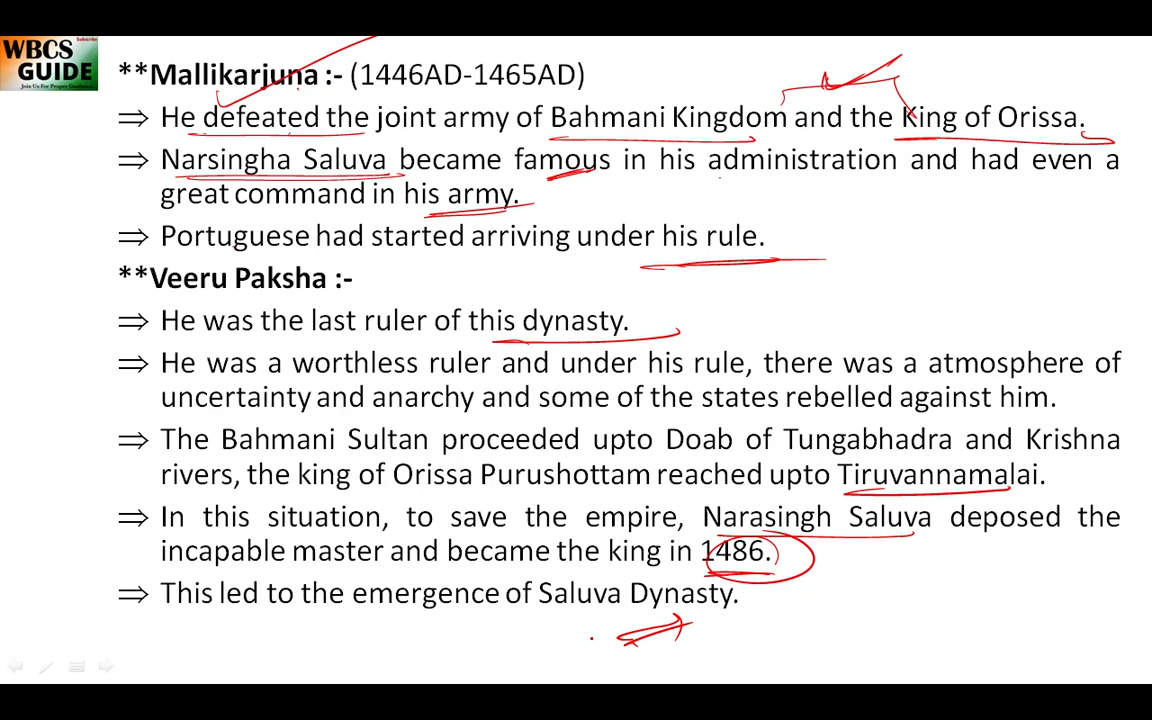 Subscribe
WBCS
GUIDE
Join Us For Proper Guidance
**Mallikarjuna :- (1446AD-1465AD)
⇒ He defeated the joint army of Bahmani Kingdom and the King of Orissa.
⇒ Narsingha Saluva became famous in his administration and had even a
great command in his army.
⇒ Portuguese had started arriving under his rule.
**Veeru Paksha :-
⇒ He was the last ruler of this dynasty.
⇒ He was a worthless ruler and under his rule, there was a atmosphere of
uncertainty and anarchy and some of the states rebelled against him.
⇒ The Bahmani Sultan proceeded upto Doab of Tungabhadra and Krishna
rivers, the king of Orissa Purushottam reached upto Tiruvannamalai.
⇒ In this situation, to save the empire, Narasingh Saluva deposed the
incapable master and became the king in 1486.
⇒ This led to the emergence of Saluva Dynasty.